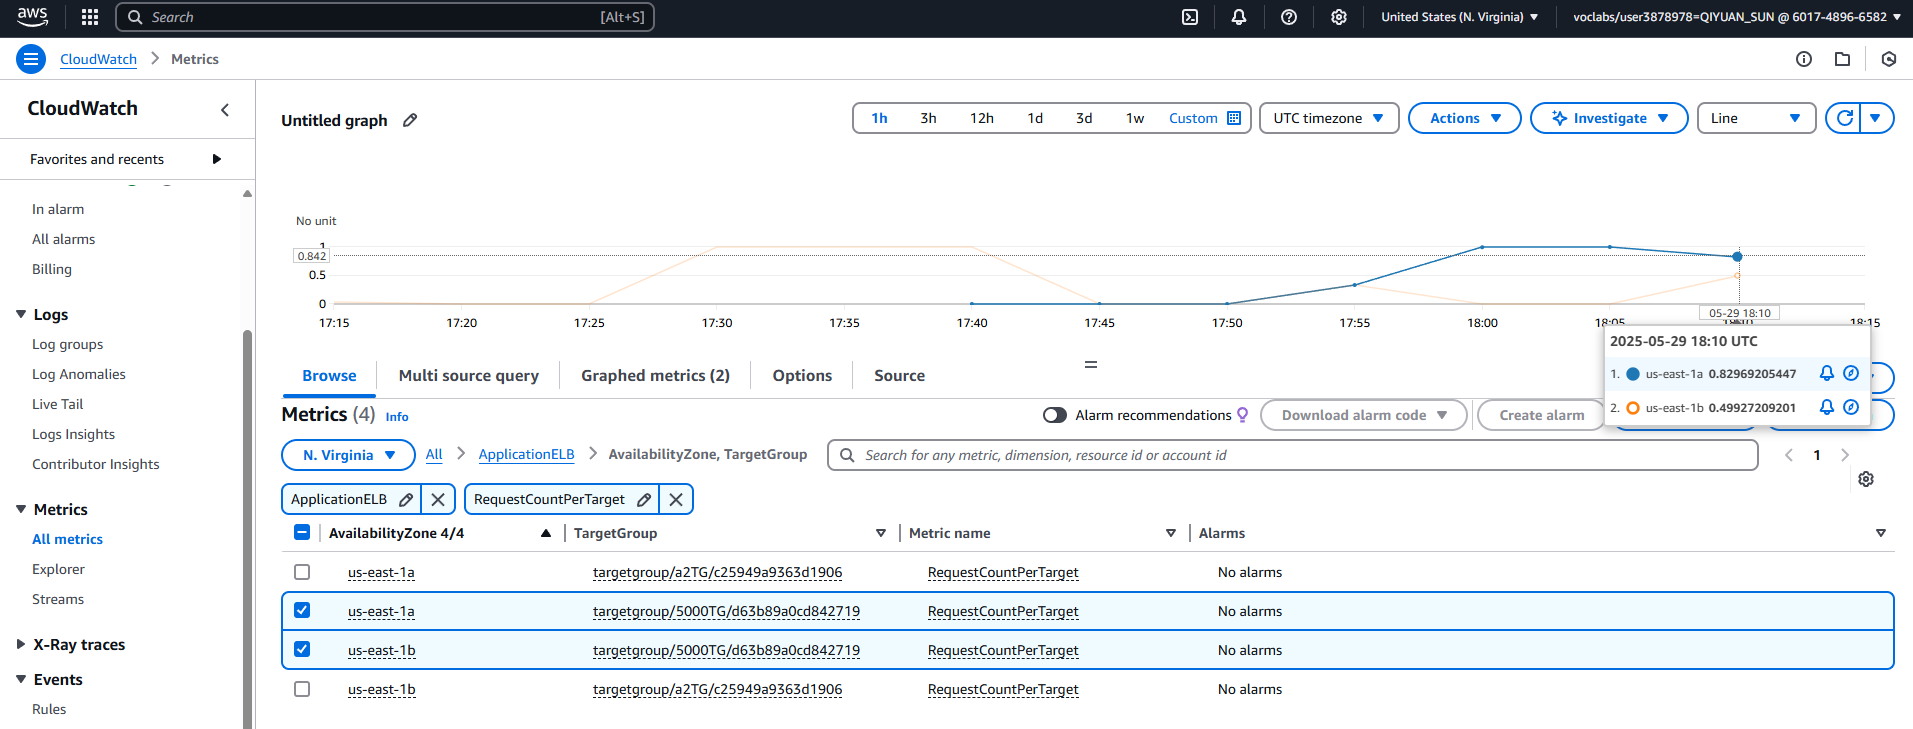 aws
Search [Alt+S]
United States (N. Virginia)
voclabs/user3878978=QIYUAN_SUN @ 6017-4896-6582
CloudWatch
Metrics
CloudWatch
Favorites and recents
In alarm
All alarms
Billing
Logs
Log groups
Log Anomalies
Live Tail
Logs Insights
Contributor Insights
Metrics
All metrics
Explorer
Streams
X-Ray traces
Events
Rules
Untitled graph
1h 3h 12h 1d 3d 1w Custom
UTC timezone
Actions
Investigate
Line
No unit
1
0.842
0.5
0
17:15 17:20 17:25 17:30 17:35 17:40 17:45 17:50 17:55 18:00 18:05 18:10 18:15
05-29 18:10
2025-05-29 18:10 UTC
1. us-east-1a 0.82969205447
2. us-east-1b 0.49927209201
Browse Multi source query Graphed metrics (2) Options Source
Metrics (4) Info
Alarm recommendations
Download alarm code
Create alarm
N. Virginia
All
ApplicationELB
AvailabilityZone, TargetGroup
Search for any metric, dimension, resource id or account id
1
ApplicationELB
RequestCountPerTarget
AvailabilityZone 4/4 TargetGroup Metric name Alarms
us-east-1a targetgroup/a2TG/c25949a9363d1906 RequestCountPerTarget No alarms
us-east-1a targetgroup/5000TG/d63b89a0cd842719 RequestCountPerTarget No alarms
us-east-1b targetgroup/5000TG/d63b89a0cd842719 RequestCountPerTarget No alarms
us-east-1b targetgroup/a2TG/c25949a9363d1906 RequestCountPerTarget No alarms